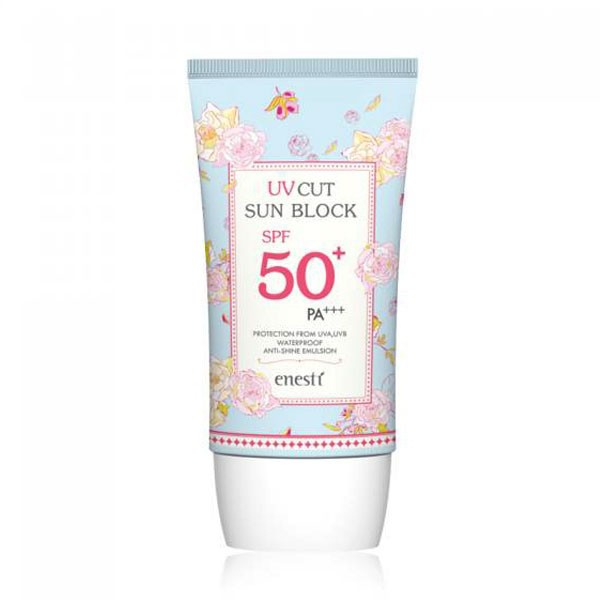 UV CUT
SUN BLOCK
SPF
50+
PA+++
PROTECTION FROM UVA,UVB
WATERPROOF
ANTI-SHINE EMULSION
enesti